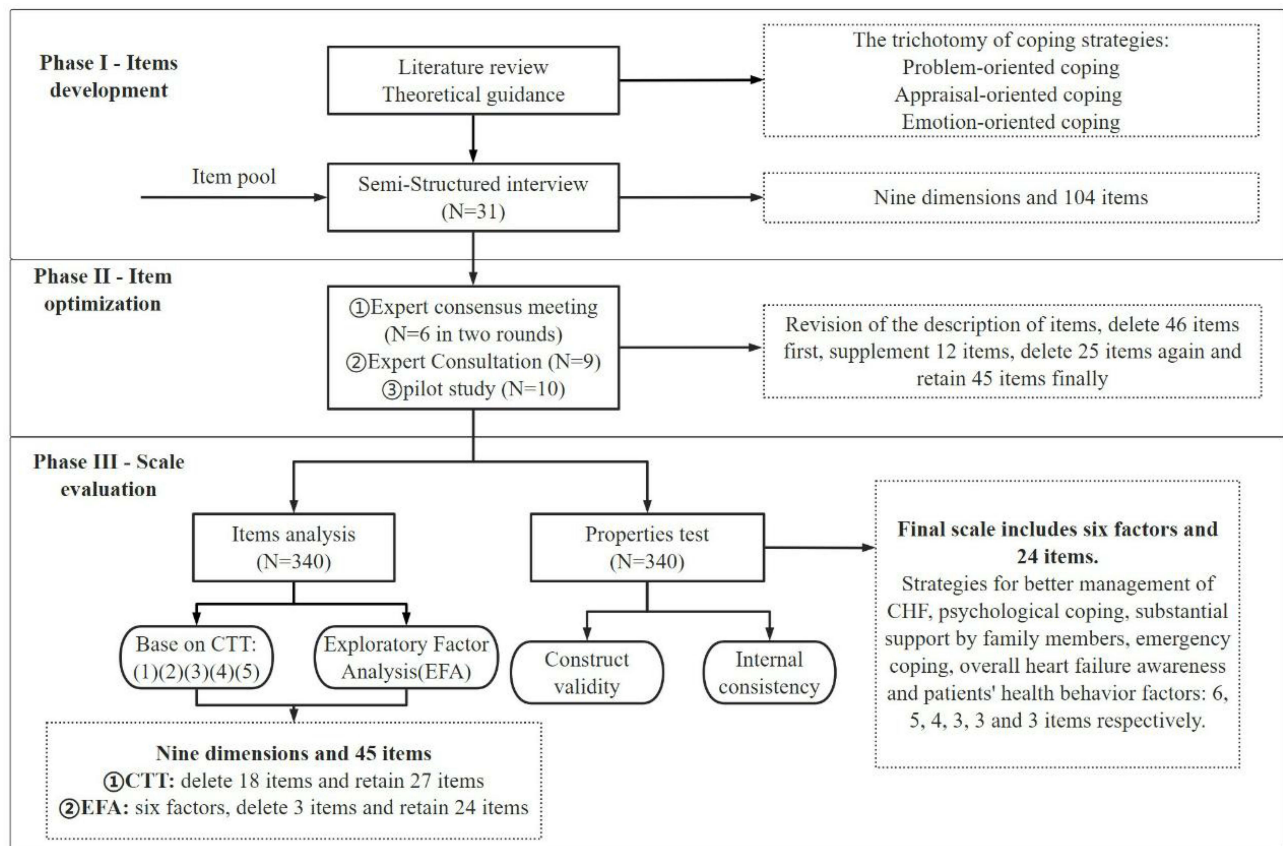 Phase I - Items
development
Literature review
Theoretical guidance
The trichotomy of coping strategies:
Problem-oriented coping
Appraisal-oriented coping
Emotion-oriented coping
Item pool
Semi-Structured interview
(N=31)
Nine dimensions and 104 items
Phase II - Item
optimization
①Expert consensus meeting
(N=6 in two rounds)
②Expert Consultation (N=9)
③pilot study (N=10)
Revision of the description of items, delete 46 items
first, supplement 12 items, delete 25 items again and
retain 45 items finally
Phase III - Scale
evaluation
Items analysis
(N=340)
Properties test
(N=340)
Base on CTT:
(1)(2)(3)(4)(5)
Exploratory Factor
Analysis(EFA)
Construct
validity
Internal
consistency
Final scale includes six factors and
24 items.
Strategies for better management of
CHF, psychological coping, substantial
support by family members, emergency
coping, overall heart failure awareness
and patients' health behavior factors: 6,
5, 4, 3, 3 and 3 items respectively.
Nine dimensions and 45 items
①CTT: delete 18 items and retain 27 items
②EFA: six factors, delete 3 items and retain 24 items